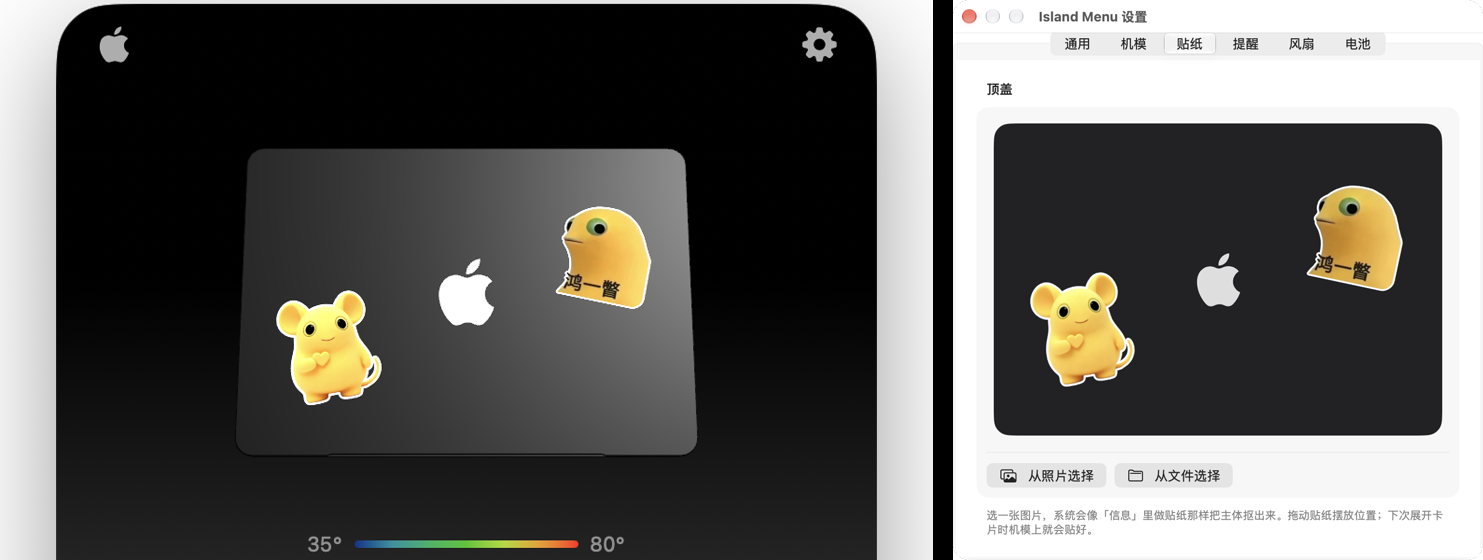 鸿一瞥
35°
80°
Island Menu 设置
通用
机模
贴纸
提醒
风扇
电池
顶盖
鸿一瞥
从照片选择
从文件选择
选一张图片，系统会像「信息」里做贴纸那样把主体抠出来。拖动贴纸摆放位置；下次展开卡
片时机模上就会贴好。